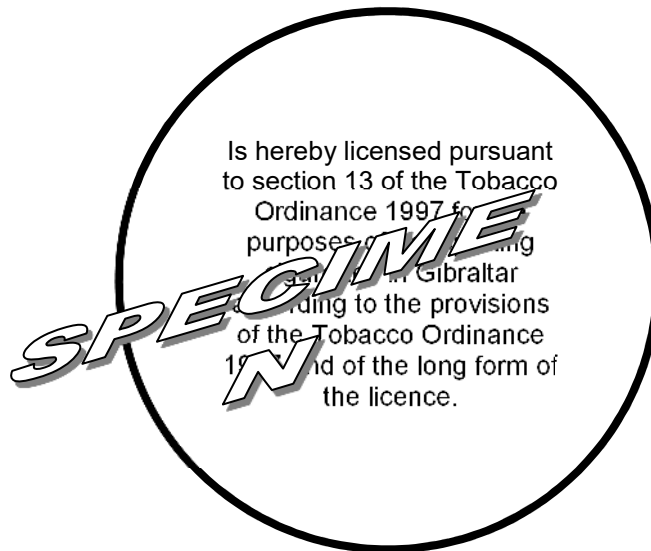 Is hereby licensed pursuant
to section 13 of the Tobacco
Ordinance 1997
purposes
in Gibraltar
to the provisions
of the Tobacco Ordinance
of the long form of
the licence.
SPECIME
N